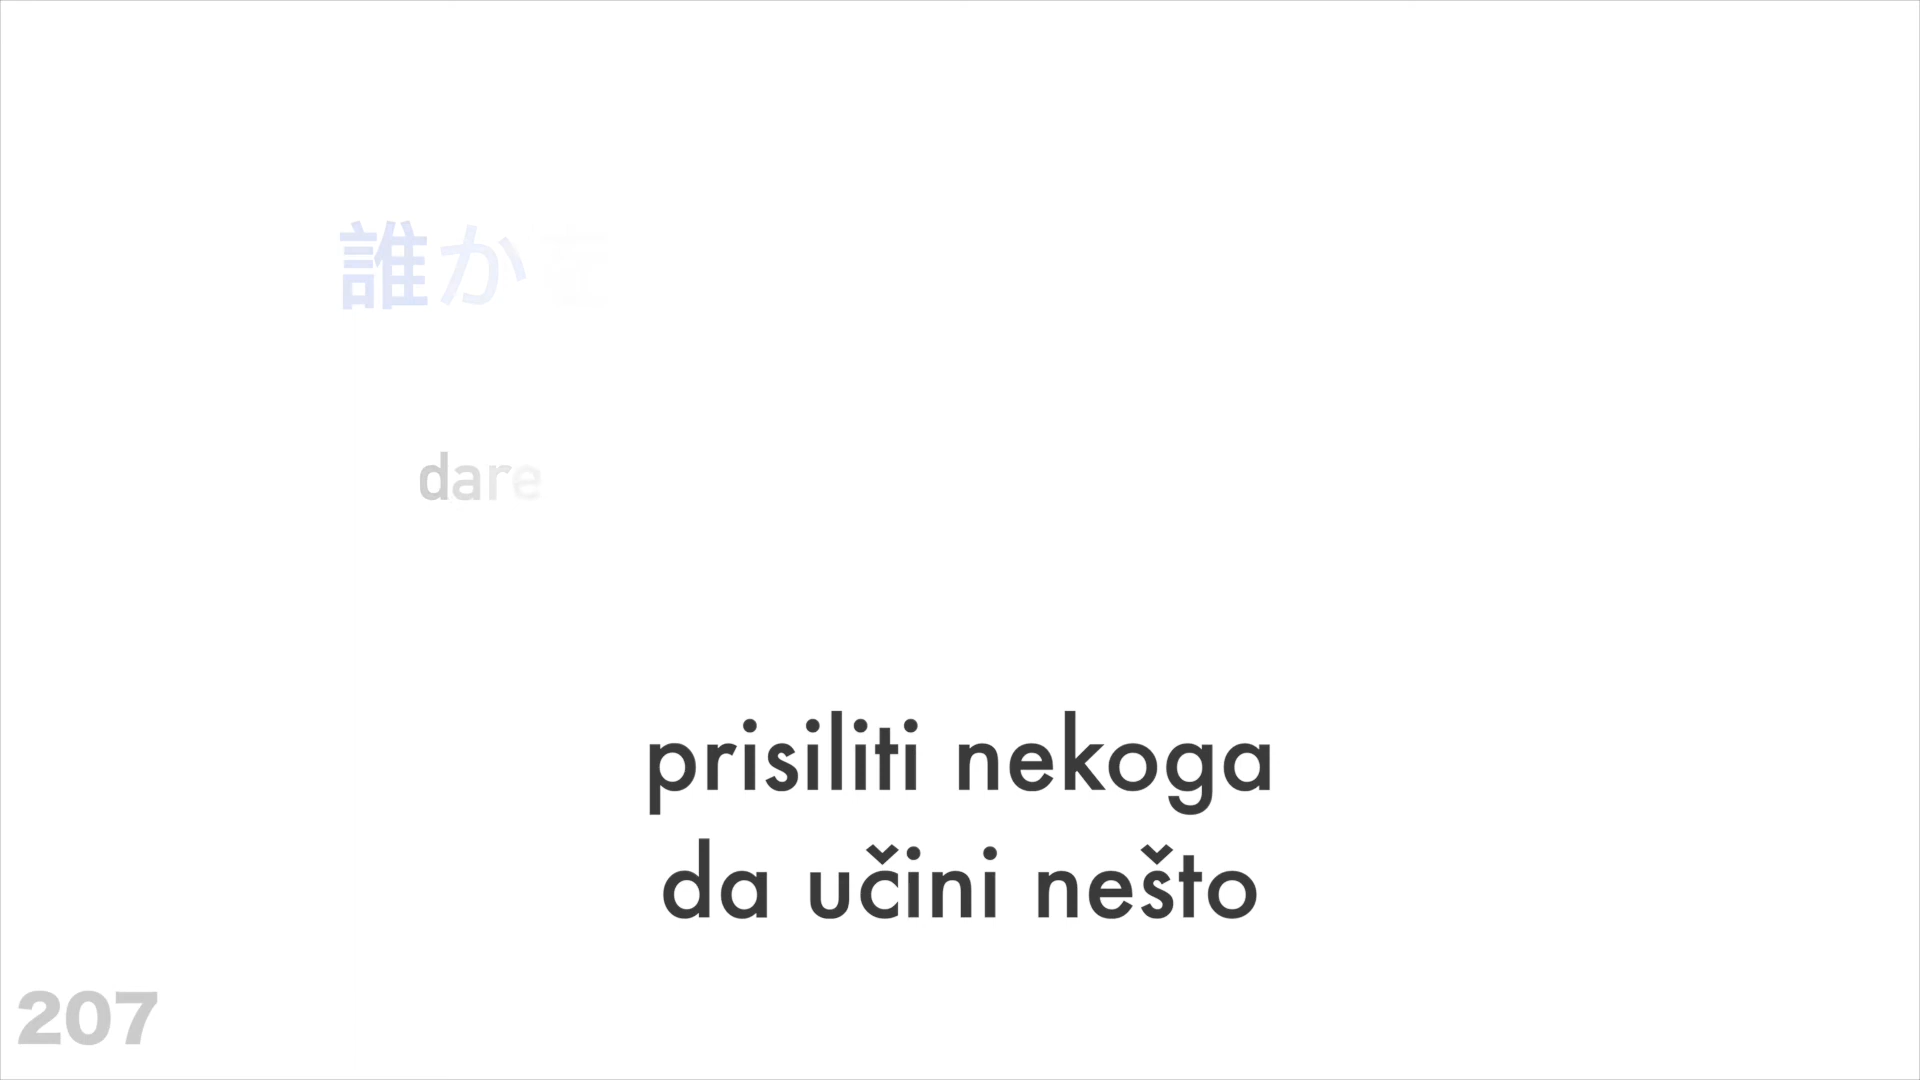 誰か
dare
prisiliti nekoga
da učini nešto
207